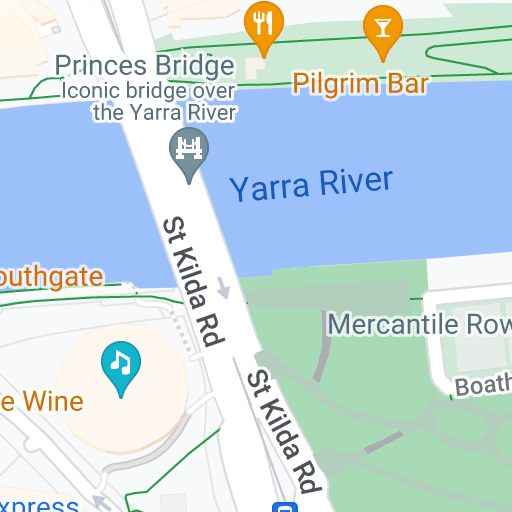 Princes Bridge
Iconic bridge over
the Yarra River
Pilgrim Bar
Yarra River
St Kilda Rd
outhgate
Mercantile Row
St Kilda Rd
Boath
e Wine
xpress